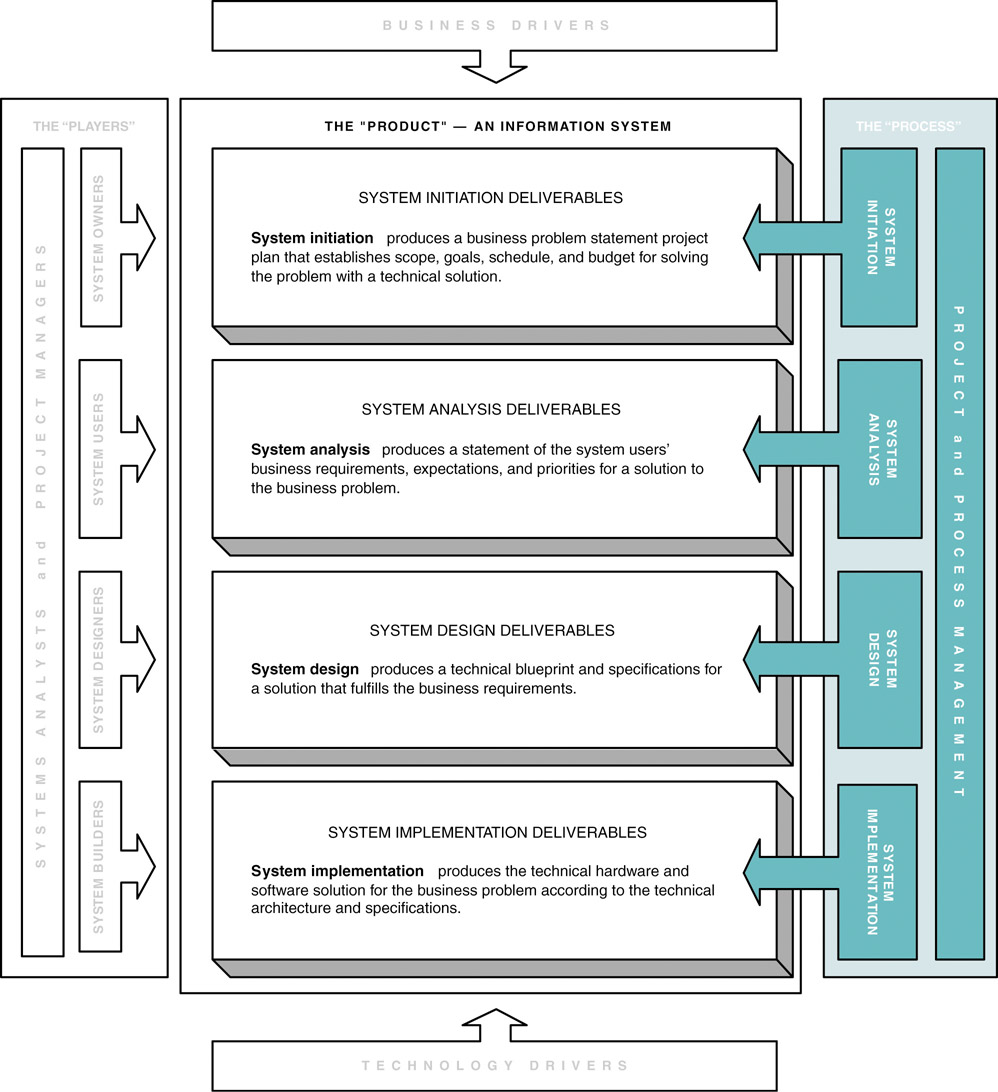 BUSINESS DRIVERS
THE “PLAYERS”
SYSTEMS ANALYSTS and PROJECT MANAGERS
SYSTEM OWNERS
SYSTEM USERS
SYSTEM DESIGNERS
SYSTEM BUILDERS
THE "PRODUCT" — AN INFORMATION SYSTEM
SYSTEM INITIATION DELIVERABLES
System initiation produces a business problem statement project
plan that establishes scope, goals, schedule, and budget for solving
the problem with a technical solution.
SYSTEM ANALYSIS DELIVERABLES
System analysis produces a statement of the system users’
business requirements, expectations, and priorities for a solution to
the business problem.
SYSTEM DESIGN DELIVERABLES
System design produces a technical blueprint and specifications for
a solution that fulfills the business requirements.
SYSTEM IMPLEMENTATION DELIVERABLES
System implementation produces the technical hardware and
software solution for the business problem according to the technical
architecture and specifications.
THE “PROCESS”
SYSTEM
INITIATION
SYSTEM
ANALYSIS
SYSTEM
DESIGN
SYSTEM
IMPLEMENTATION
PROJECT and PROCESS MANAGEMENT
TECHNOLOGY DRIVERS